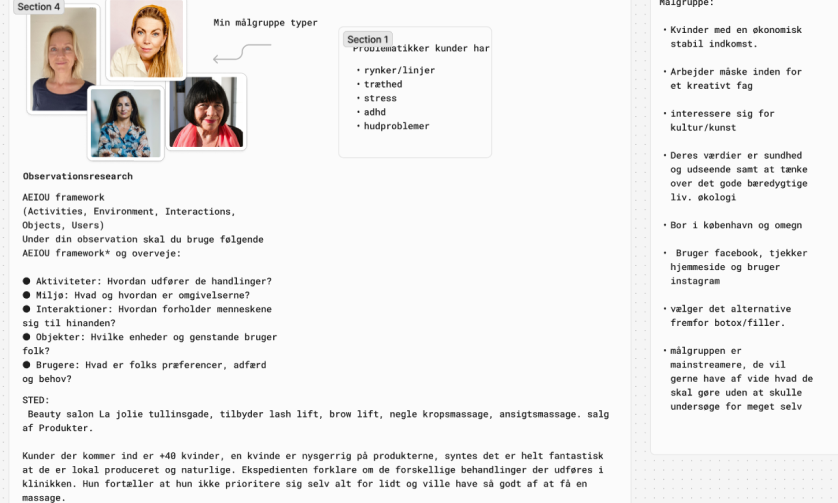 Section 4
Min målgruppe typer
Section 1
Problematikker kunder har
• rynker/linjer
• træthed
• stress
• adhd
• hudproblemer
Observationsresearch
AEIOU framework
(Activities, Environment, Interactions,
Objects, Users)
Under din observation skal du bruge følgende
AEIOU framework* og overveje:
● Aktiviteter: Hvordan udfører de handlinger?
● Miljø: Hvad og hvordan er omgivelserne?
● Interaktioner: Hvordan forholder menneskene
sig til hinanden?
● Objekter: Hvilke enheder og genstande bruger
folk?
● Brugere: Hvad er folks præferencer, adfærd
og behov?
STED:
Beauty salon La jolie tullinsgade, tilbyder lash lift, brow lift, negle kropsmassage, ansigtsmassage. salg
af Produkter.
Kunder der kommer ind er +40 kvinder, en kvinde er nysgerrig på produkterne, syntes det er helt fantastisk
at de er lokal produceret og naturlige. Ekspedienten forklare om de forskellige behandlinger der udføres i
klinikken. Hun fortæller at hun ikke prioritere sig selv alt for lidt og ville have så godt af at få en
massage.
Målgruppe:
• Kvinder med en økonomisk
stabil indkomst.
• Arbejder måske inden for
et kreativt fag
• interessere sig for
kultur/kunst
• Deres værdier er sundhed
og udseende samt at tænke
over det gode bæredygtige
liv. økologi
• Bor i københavn og omegn
• Bruger facebook, tjekker
hjemmeside og bruger
instagram
• vælger det alternative
fremfor botox/filler.
• målgruppen er
mainstreamere, de vil
gerne have af vide hvad de
skal gøre uden at skulle
undersøge for meget selv